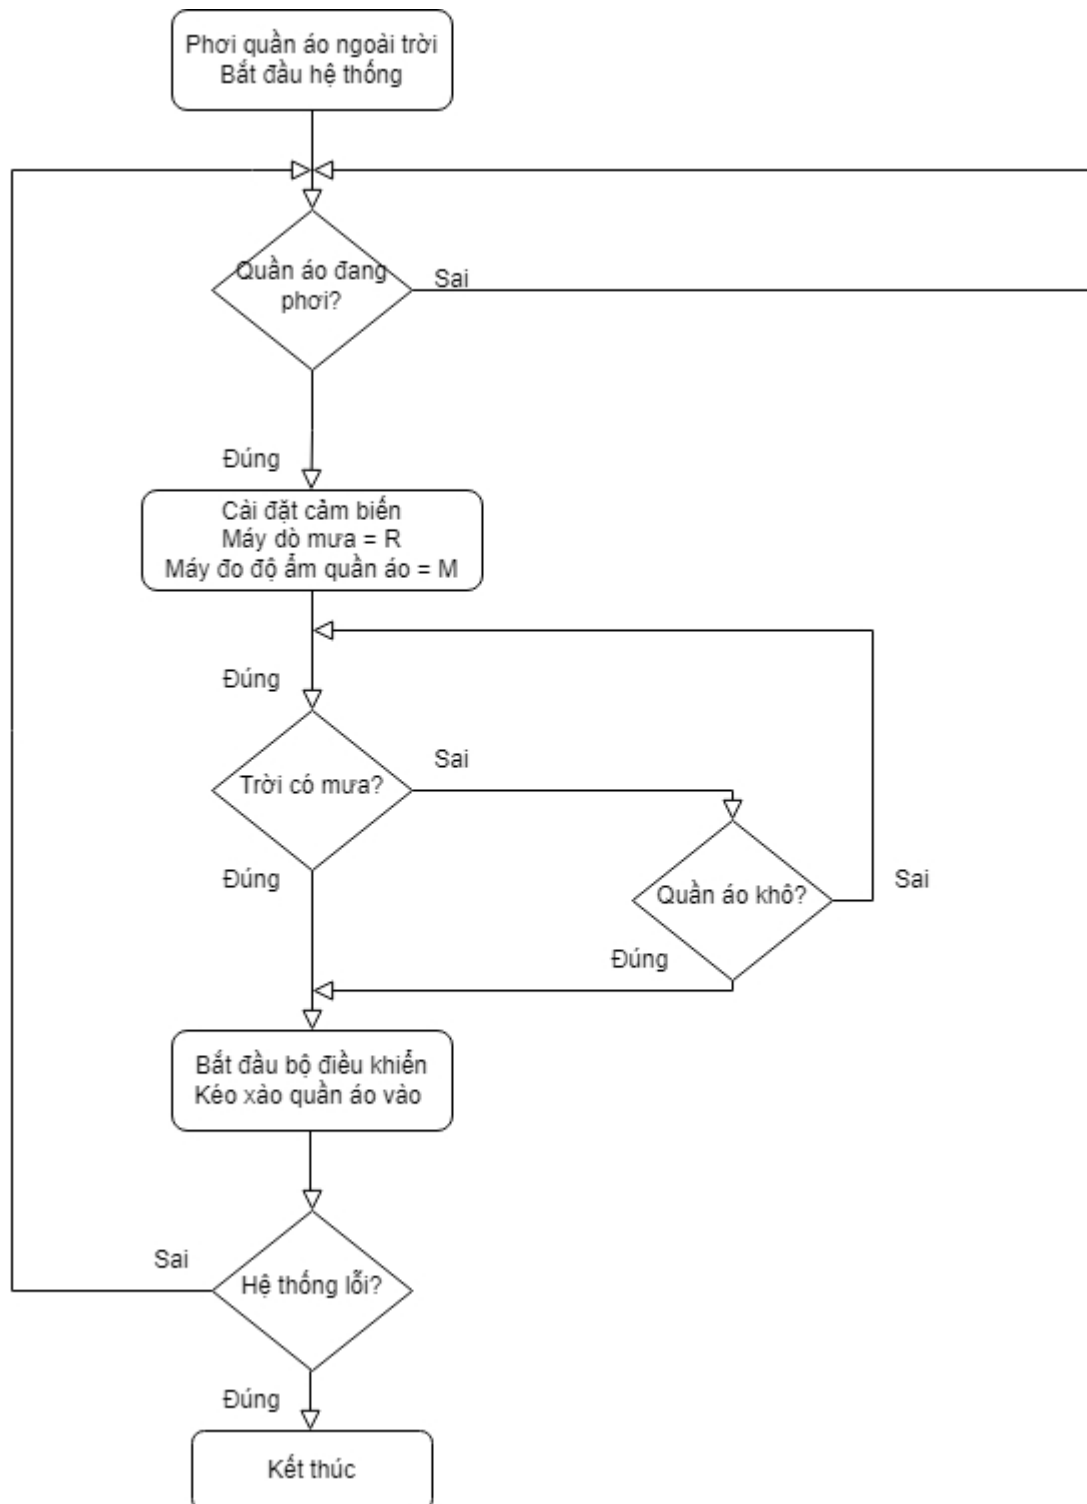 Phơi quần áo ngoài trời
Bắt đầu hệ thống
Quần áo đang
phơi?
Sai
Đúng
Cài đặt cảm biến
Máy dò mưa = R
Máy đo độ ẩm quần áo = M
Đúng
Trời có mưa?
Sai
Đúng
Quần áo khô?
Sai
Đúng
Bắt đầu bộ điều khiển
Kéo xào quần áo vào
Hệ thống lỗi?
Sai
Đúng
Kết thúc